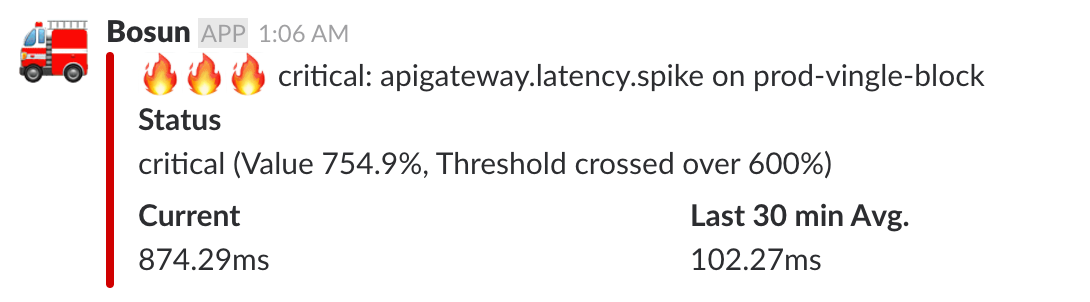 Bosun APP 1:06 AM
🔥🔥🔥 critical: apigateway.latency.spike on prod-vingle-block
Status
critical (Value 754.9%, Threshold crossed over 600%)
Current Last 30 min Avg.
874.29ms 102.27ms